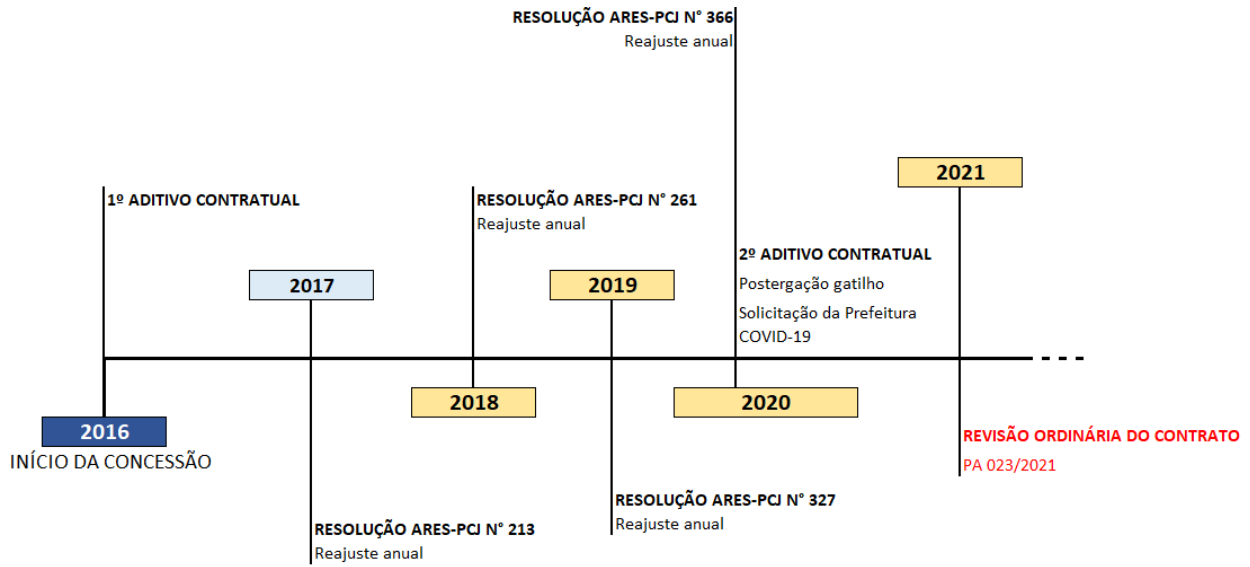 RESOLUÇÃO ARES-PCJ N° 366
Reajuste anual
2021
1º ADITIVO CONTRATUAL
RESOLUÇÃO ARES-PCJ N° 261
Reajuste anual
2º ADITIVO CONTRATUAL
Postergação gatilho
Solicitação da Prefeitura
COVID-19
2017
2019
2018
2020
2016
INÍCIO DA CONCESSÃO
REVISÃO ORDINÁRIA DO CONTRATO
PA 023/2021
RESOLUÇÃO ARES-PCJ N° 327
Reajuste anual
RESOLUÇÃO ARES-PCJ N° 213
Reajuste anual